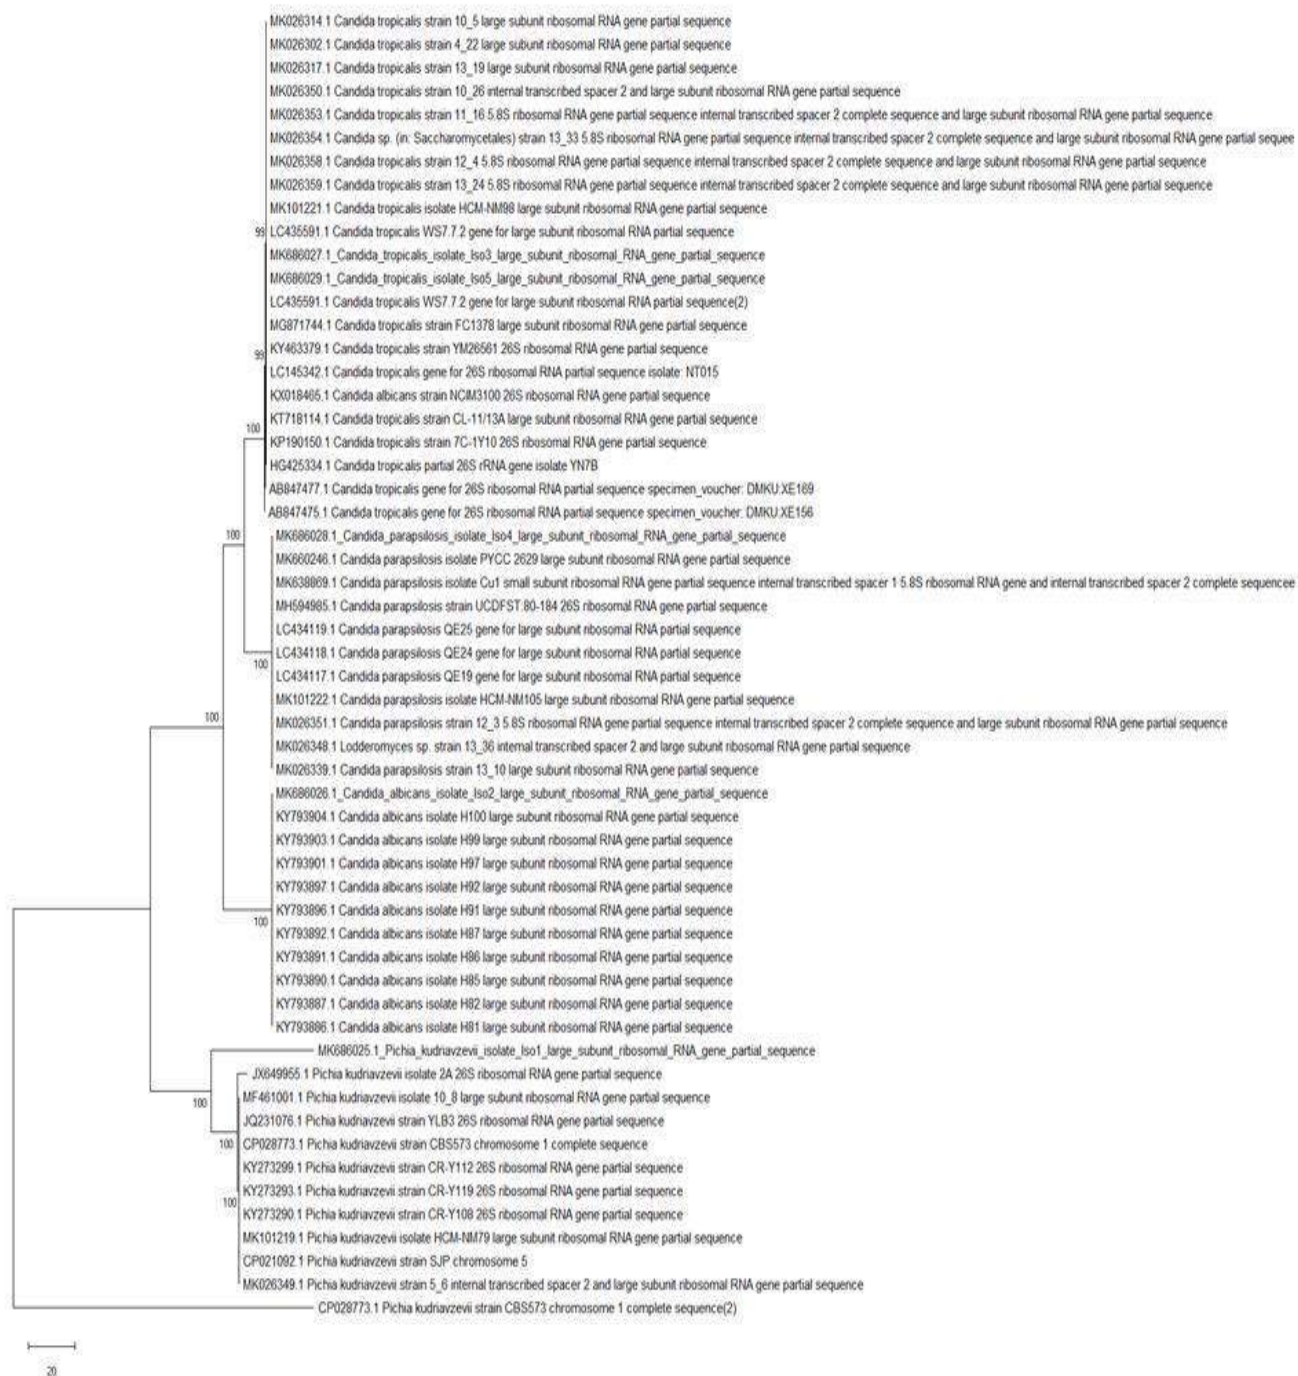 MK026314.1 Candida tropicalis strain 10_5 large subunit ribosomal RNA gene partial sequence
MK026302.1 Candida tropicalis strain 4_22 large subunit ribosomal RNA gene partial sequence
MK026317.1 Candida tropicalis strain 13_19 large subunit ribosomal RNA gene partial sequence
MK026350.1 Candida tropicalis strain 10_26 internal transcribed spacer 2 and large subunit ribosomal RNA gene partial sequence
MK026353.1 Candida tropicalis strain 11_16 5.8S ribosomal RNA gene partial sequence internal transcribed spacer 2 complete sequence and large subunit ribosomal RNA gene partial sequence
MK026354.1 Candida sp. (in: Saccharomycetales) strain 13_33 5.8S ribosomal RNA gene partial sequence internal transcribed spacer 2 complete sequence and large subunit ribosomal RNA gene partial sequee
MK026358.1 Candida tropicalis strain 12_4 5.8S ribosomal RNA gene partial sequence internal transcribed spacer 2 complete sequence and large subunit ribosomal RNA gene partial sequence
MK026359.1 Candida tropicalis strain 13_24 5.8S ribosomal RNA gene partial sequence internal transcribed spacer 2 complete sequence and large subunit ribosomal RNA gene partial sequence
MK101221.1 Candida tropicalis isolate HCM-NM98 large subunit ribosomal RNA gene partial sequence
99 LC435591.1 Candida tropicalis WS7.7.2 gene for large subunit ribosomal RNA partial sequence
MK686027.1_Candida_tropicalis_isolate_Iso3_large_subunit_ribosomal_RNA_gene_partial_sequence
MK686029.1_Candida_tropicalis_isolate_Iso5_large_subunit_ribosomal_RNA_gene_partial_sequence
LC435591.1 Candida tropicalis WS7.7.2 gene for large subunit ribosomal RNA partial sequence(2)
MG871744.1 Candida tropicalis strain FC1378 large subunit ribosomal RNA gene partial sequence
99 KY463379.1 Candida tropicalis strain YM26561 26S ribosomal RNA gene partial sequence
LC145342.1 Candida tropicalis gene for 26S ribosomal RNA partial sequence isolate: NT015
KX018465.1 Candida albicans strain NCIM3100 26S ribosomal RNA gene partial sequence
KT718114.1 Candida tropicalis strain CL-11/13A large subunit ribosomal RNA gene partial sequence
100 KP190150.1 Candida tropicalis strain 7C-1Y10 26S ribosomal RNA gene partial sequence
HG425334.1 Candida tropicalis partial 26S rRNA gene isolate YN7B
AB847477.1 Candida tropicalis gene for 26S ribosomal RNA partial sequence specimen_voucher: DMKU:XE169
AB847475.1 Candida tropicalis gene for 26S ribosomal RNA partial sequence specimen_voucher: DMKU:XE156
100 MK686028.1_Candida_parapsilosis_isolate_Iso4_large_subunit_ribosomal_RNA_gene_partial_sequence
MK660246.1 Candida parapsilosis isolate PYCC 2629 large subunit ribosomal RNA gene partial sequence
MK638869.1 Candida parapsilosis isolate Cu1 small subunit ribosomal RNA gene partial sequence internal transcribed spacer 1 5.8S ribosomal RNA gene and internal transcribed spacer 2 complete sequencee
MH594985.1 Candida parapsilosis strain UCDFST:80-184 26S ribosomal RNA gene partial sequence
LC434119.1 Candida parapsilosis QE25 gene for large subunit ribosomal RNA partial sequence
LC434118.1 Candida parapsilosis QE24 gene for large subunit ribosomal RNA partial sequence
100 LC434117.1 Candida parapsilosis QE19 gene for large subunit ribosomal RNA partial sequence
MK101222.1 Candida parapsilosis isolate HCM-NM105 large subunit ribosomal RNA gene partial sequence
100 MK026351.1 Candida parapsilosis strain 12_3 5.8S ribosomal RNA gene partial sequence internal transcribed spacer 2 complete sequence and large subunit ribosomal RNA gene partial sequence
MK026348.1 Lodderomyces sp. strain 13_36 internal transcribed spacer 2 and large subunit ribosomal RNA gene partial sequence
MK026339.1 Candida parapsilosis strain 13_10 large subunit ribosomal RNA gene partial sequence
MK686026.1_Candida_albicans_isolate_Iso2_large_subunit_ribosomal_RNA_gene_partial_sequence
KY793904.1 Candida albicans isolate H100 large subunit ribosomal RNA gene partial sequence
KY793903.1 Candida albicans isolate H99 large subunit ribosomal RNA gene partial sequence
KY793901.1 Candida albicans isolate H97 large subunit ribosomal RNA gene partial sequence
KY793897.1 Candida albicans isolate H92 large subunit ribosomal RNA gene partial sequence
100 KY793896.1 Candida albicans isolate H91 large subunit ribosomal RNA gene partial sequence
KY793892.1 Candida albicans isolate H87 large subunit ribosomal RNA gene partial sequence
KY793891.1 Candida albicans isolate H86 large subunit ribosomal RNA gene partial sequence
KY793890.1 Candida albicans isolate H85 large subunit ribosomal RNA gene partial sequence
KY793887.1 Candida albicans isolate H82 large subunit ribosomal RNA gene partial sequence
KY793886.1 Candida albicans isolate H81 large subunit ribosomal RNA gene partial sequence
MK686025.1_Pichia_kudriavzevii_isolate_Iso1_large_subunit_ribosomal_RNA_gene_partial_sequence
JX649955.1 Pichia kudriavzevii isolate 2A 26S ribosomal RNA gene partial sequence
100 MF461001.1 Pichia kudriavzevii isolate 10_8 large subunit ribosomal RNA gene partial sequence
JQ231076.1 Pichia kudriavzevii strain YLB3 26S ribosomal RNA gene partial sequence
100 CP028773.1 Pichia kudriavzevii strain CBS573 chromosome 1 complete sequence
KY273299.1 Pichia kudriavzevii strain CR-Y112 26S ribosomal RNA gene partial sequence
100 KY273293.1 Pichia kudriavzevii strain CR-Y119 26S ribosomal RNA gene partial sequence
KY273290.1 Pichia kudriavzevii strain CR-Y108 26S ribosomal RNA gene partial sequence
MK101219.1 Pichia kudriavzevii isolate HCM-NM79 large subunit ribosomal RNA gene partial sequence
CP021092.1 Pichia kudriavzevii strain SJP chromosome 5
MK026349.1 Pichia kudriavzevii strain 5_6 internal transcribed spacer 2 and large subunit ribosomal RNA gene partial sequence
CP028773.1 Pichia kudriavzevii strain CBS573 chromosome 1 complete sequence(2)
20